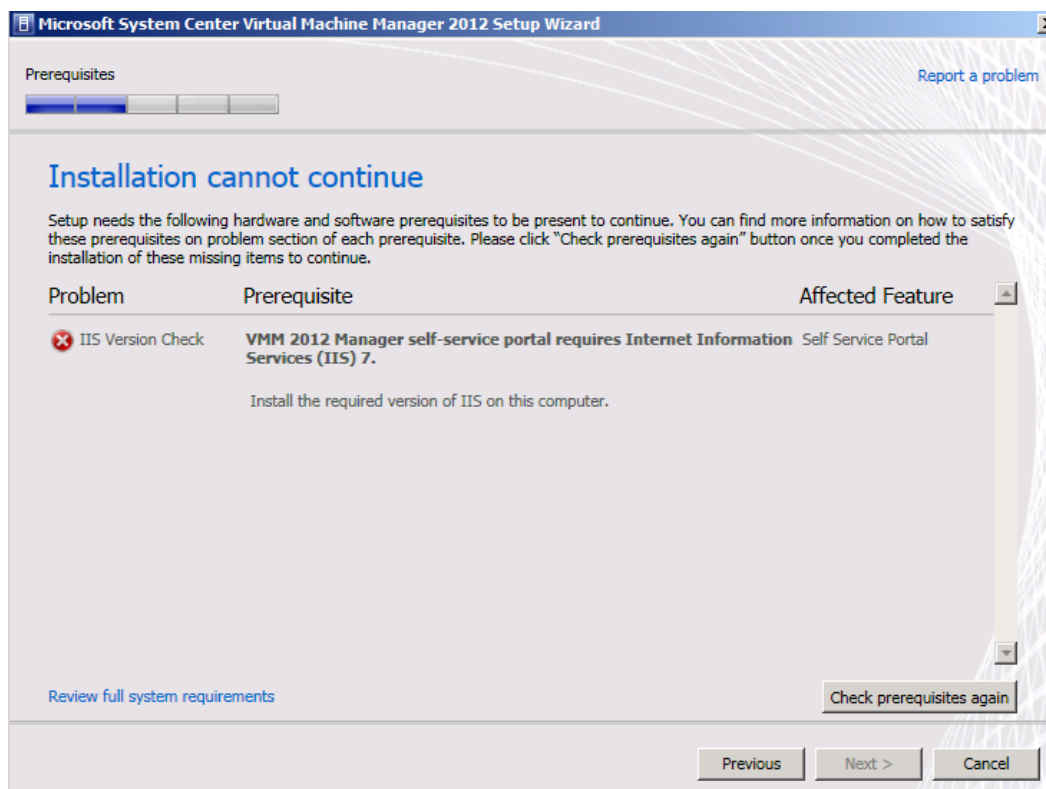 Microsoft System Center Virtual Machine Manager 2012 Setup Wizard
Prerequisites
Report a problem
Installation cannot continue
Setup needs the following hardware and software prerequisites to be present to continue. You can find more information on how to satisfy
these prerequisites on problem section of each prerequisite. Please click "Check prerequisites again" button once you completed the
installation of these missing items to continue.
Problem Prerequisite Affected Feature
IIS Version Check VMM 2012 Manager self-service portal requires Internet Information Self Service Portal
Services (IIS) 7.
Install the required version of IIS on this computer.
Review full system requirements
Check prerequisites again
Previous Next > Cancel